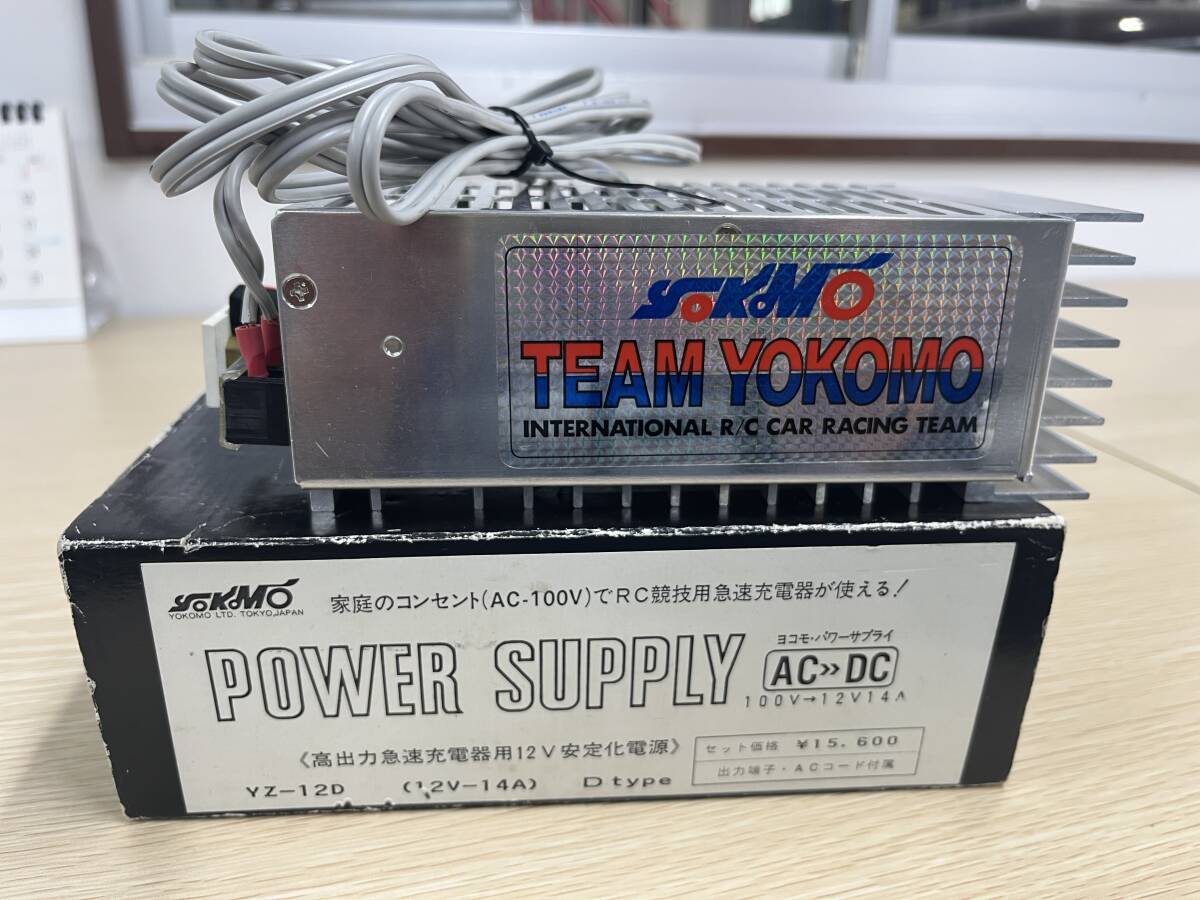 YOKOMO
TEAM YOKOMO
INTERNATIONAL R/C CAR RACING TEAM
YOKOMO
YOKOMO LTD. TOKYO,JAPAN
家庭のコンセント(AC-100V)でRC競技用急速充電器が使える!
POWER SUPPLY
ヨコモ・パワーサプライ
AC»DC
100V→12V14A
《高出力急速充電器用12V安定化電源》
セット価格 ¥15,600
出力端子・ACコード付属
YZ-12D (12V-14A) D type